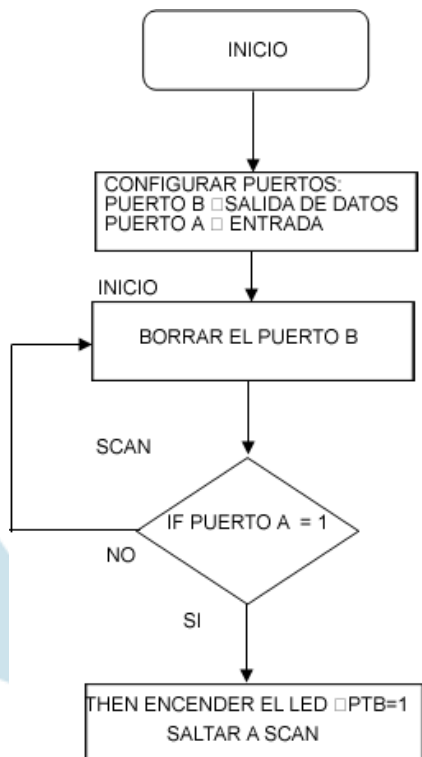 INICIO
CONFIGURAR PUERTOS:
PUERTO B □SALIDA DE DATOS
PUERTO A □ ENTRADA
INICIO
BORRAR EL PUERTO B
SCAN
IF PUERTO A = 1
NO
SI
THEN ENCENDER EL LED □PTB=1
SALTAR A SCAN